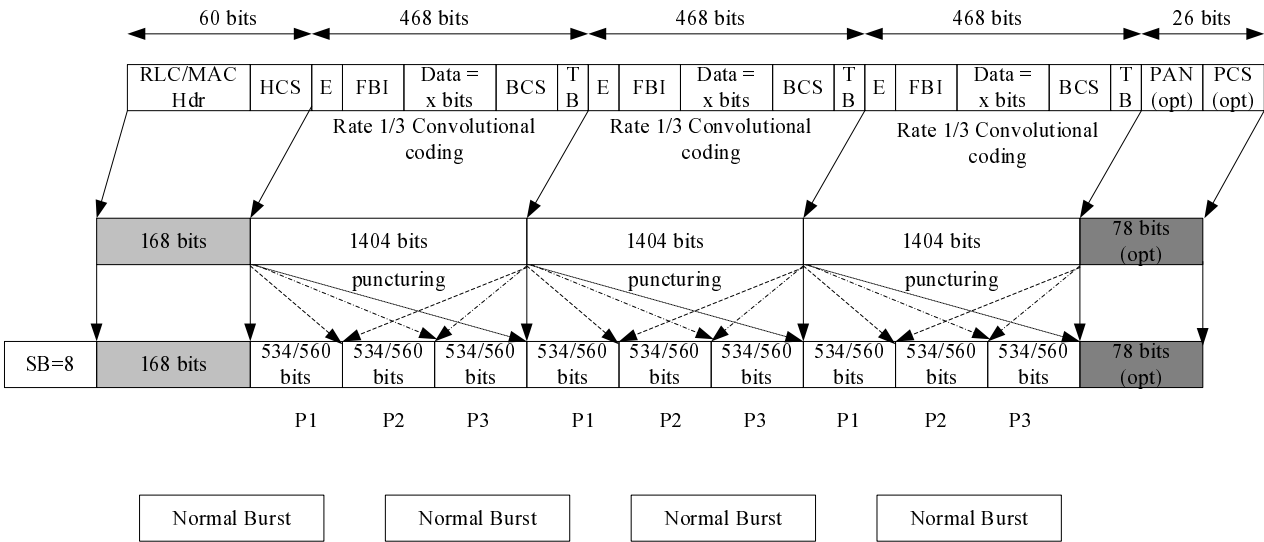 60 bits 468 bits 468 bits 468 bits 26 bits
RLC/MAC Hdr HCS E FBI Data = x bits BCS TB E FBI Data = x bits BCS TB E FBI Data = x bits BCS TB PAN (opt) PCS (opt)
Rate 1/3 Convolutional coding Rate 1/3 Convolutional coding Rate 1/3 Convolutional coding
168 bits 1404 bits 1404 bits 1404 bits 78 bits (opt)
puncturing puncturing puncturing
SB=8 168 bits 534/560 bits 534/560 bits 534/560 bits 534/560 bits 534/560 bits 534/560 bits 534/560 bits 534/560 bits 534/560 bits 78 bits (opt)
P1 P2 P3 P1 P2 P3 P1 P2 P3
Normal Burst Normal Burst Normal Burst Normal Burst